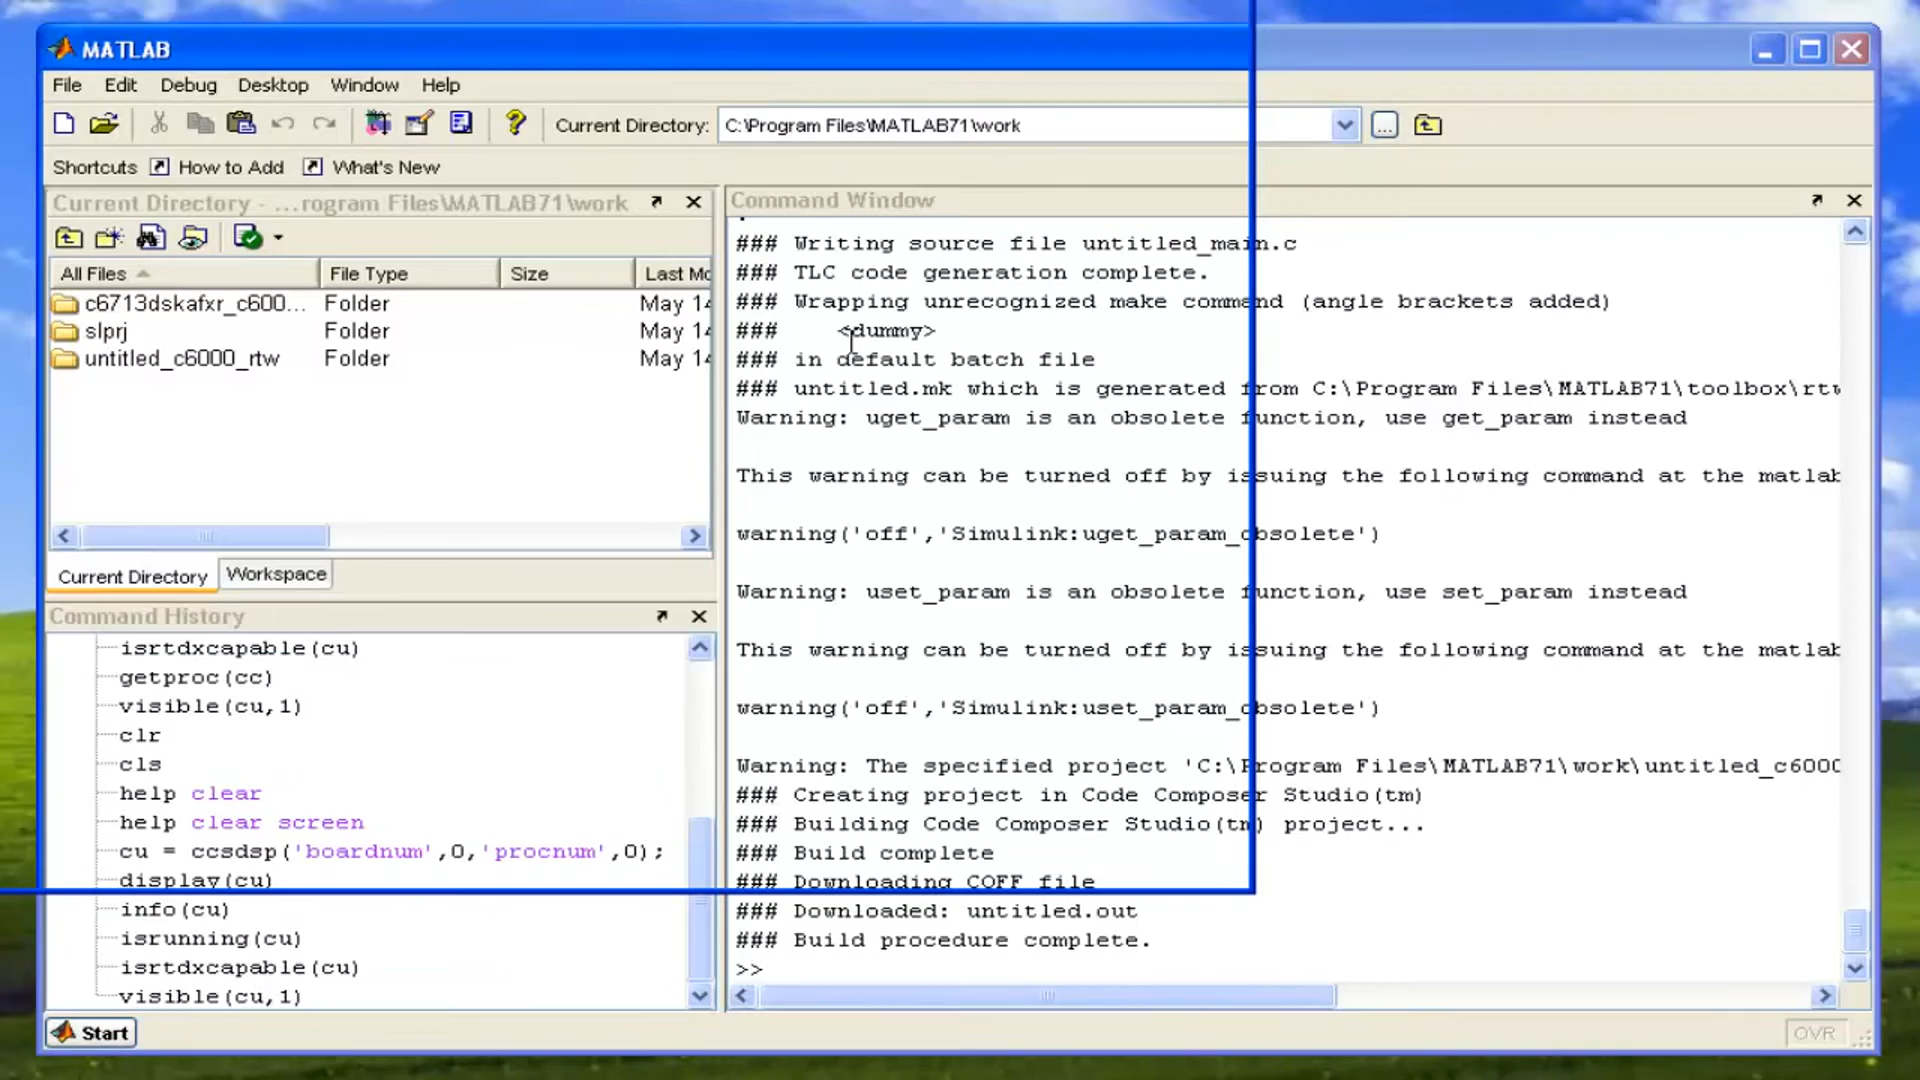 MATLAB
File Edit Debug Desktop Window Help
Current Directory: C:\Program Files\MATLAB71\work
Shortcuts How to Add What's New
Current Directory - ...rogram Files\MATLAB71\work
All Files File Type Size Last Mo
c6713dskafxr_c600... Folder May 14
slprj Folder May 14
untitled_c6000_rtw Folder May 14
Current Directory Workspace
Command History
isrtdxcapable(cu)
getproc(cc)
visible(cu,1)
clr
cls
help clear
help clear screen
cu = ccsdsp('boardnum',0,'procnum',0);
display(cu)
info(cu)
isrunning(cu)
isrtdxcapable(cu)
visible(cu,1)
Command Window
### Writing source file untitled_main.c
### TLC code generation complete.
### Wrapping unrecognized make command (angle brackets added)
### <dummy>
### in default batch file
### untitled.mk which is generated from C:\Program Files\MATLAB71\toolbox\rtw
Warning: uget_param is an obsolete function, use get_param instead
This warning can be turned off by issuing the following command at the matlab
warning('off','Simulink:uget_param_obsolete')
Warning: uset_param is an obsolete function, use set_param instead
This warning can be turned off by issuing the following command at the matlab
warning('off','Simulink:uset_param_obsolete')
Warning: The specified project 'C:\Program Files\MATLAB71\work\untitled_c6000
### Creating project in Code Composer Studio(tm)
### Building Code Composer Studio(tm) project...
### Build complete
### Downloading COFF file
### Downloaded: untitled.out
### Build procedure complete.
>>
Start
OVR